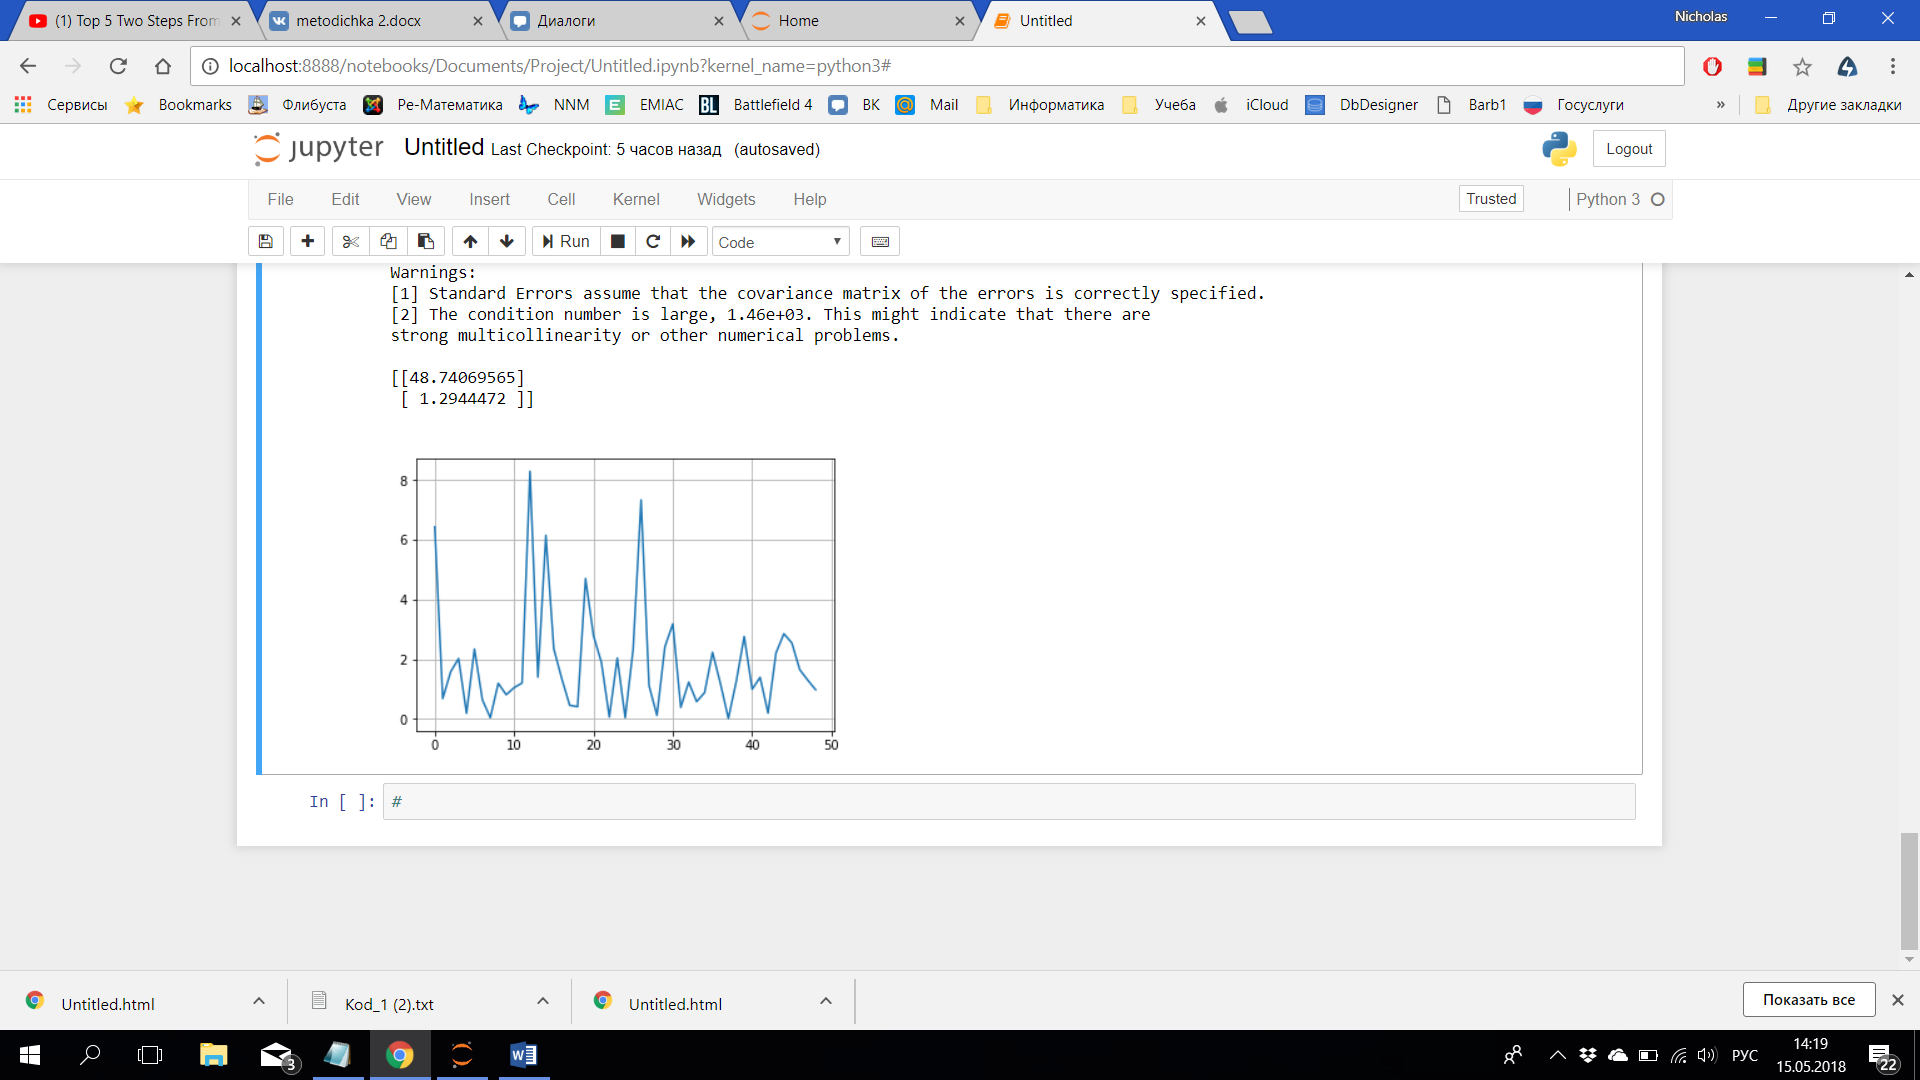 (1) Top 5 Two Steps From
metodichka 2.docx
Диалоги
Home
Untitled
Nicholas
localhost:8888/notebooks/Documents/Project/Untitled.ipynb?kernel_name=python3#
Сервисы Bookmarks Флибуста Ре-Математика NNM EMIAC Battlefield 4 ВК Mail Информатика Учеба iCloud DbDesigner Barb1 Госуслуги » Другие закладки
jupyter Untitled Last Checkpoint: 5 часов назад (autosaved)
Logout
File Edit View Insert Cell Kernel Widgets Help
Trusted Python 3
Run Code
Warnings:
[1] Standard Errors assume that the covariance matrix of the errors is correctly specified.
[2] The condition number is large, 1.46e+03. This might indicate that there are
strong multicollinearity or other numerical problems.
[[48.74069565]
[ 1.2944472 ]]
8
6
4
2
0
0 10 20 30 40 50
In [ ]: #
Untitled.html
Kod_1 (2).txt
Untitled.html
Показать все
3
РУС
14:19
15.05.2018
22